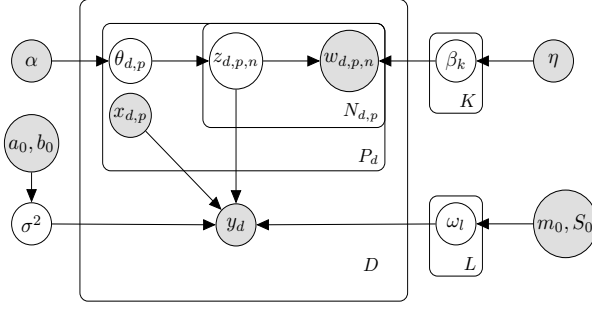 α θ_{d,p} z_{d,p,n} w_{d,p,n} β_k η
K
x_{d,p} N_{d,p}
a_0, b_0
P_d
σ^2 y_d ω_l m_0, S_0
D L